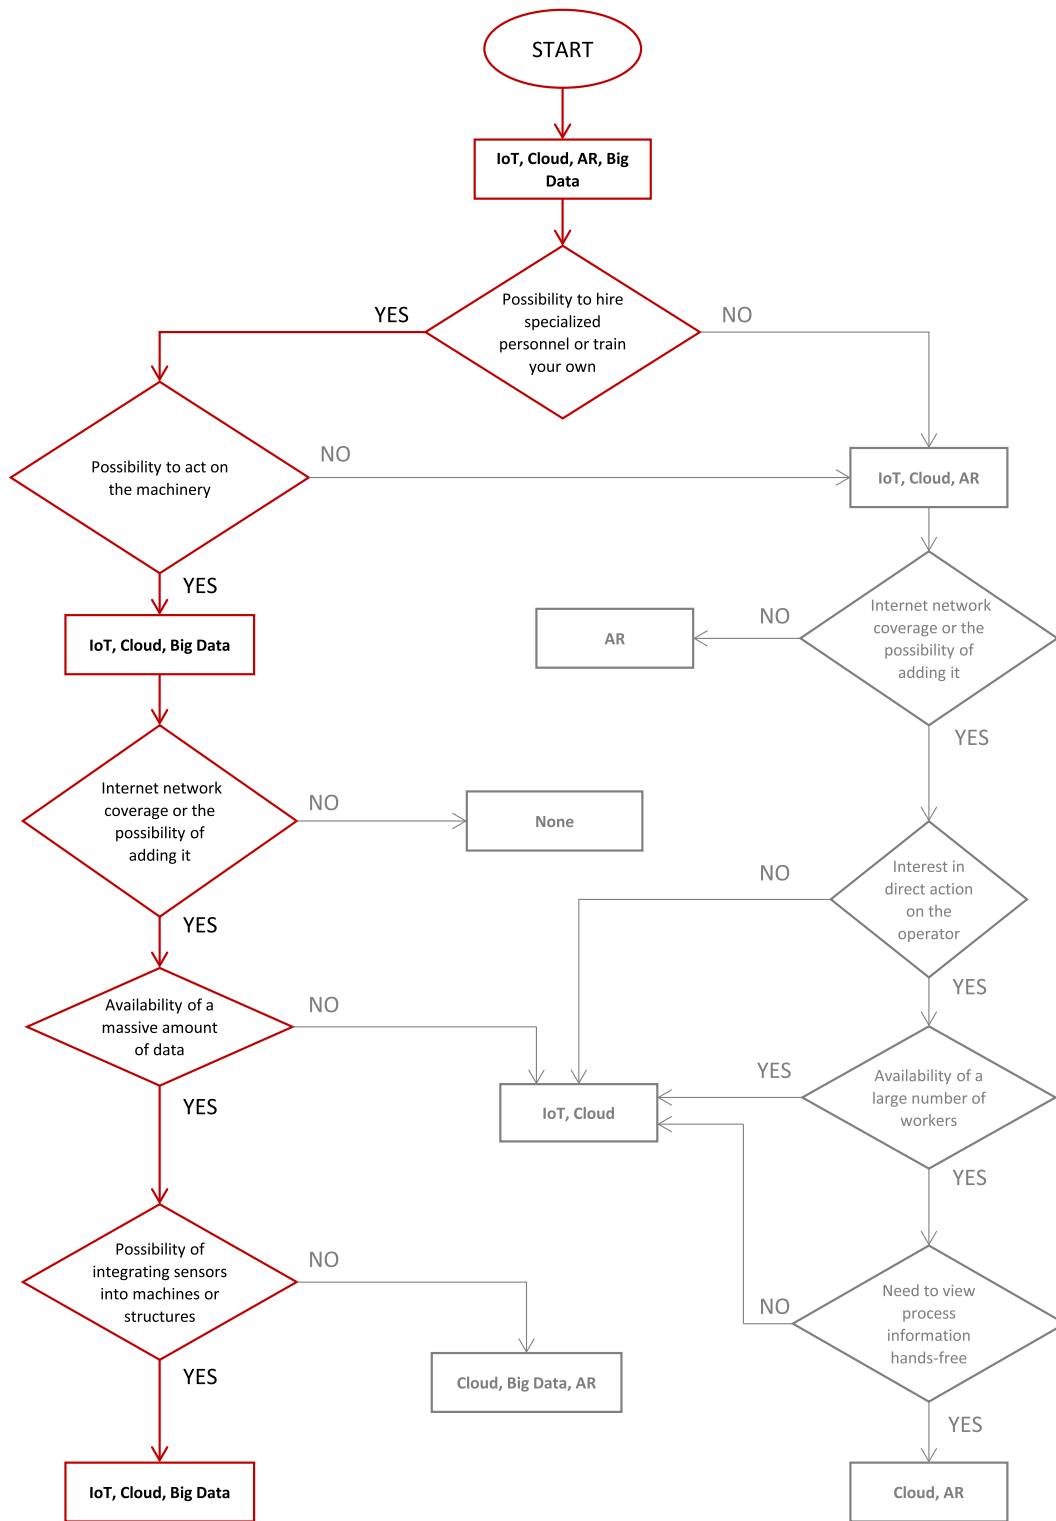 START
IoT, Cloud, AR, Big
Data
YES
Possibility to hire
specialized
personnel or train
your own
NO
Possibility to act on
the machinery
NO
IoT, Cloud, AR
YES
IoT, Cloud, Big Data
AR
NO
Internet network
coverage or the
possibility of
adding it
YES
Internet network
coverage or the
possibility of
adding it
NO
None
YES
NO
Interest in
direct action
on the
operator
YES
Availability of a
massive amount
of data
NO
YES
IoT, Cloud
YES
Availability of a
large number of
workers
YES
Possibility of
integrating sensors
into machines or
structures
NO
NO
Need to view
process
information
hands-free
YES
Cloud, Big Data, AR
YES
IoT, Cloud, Big Data
Cloud, AR